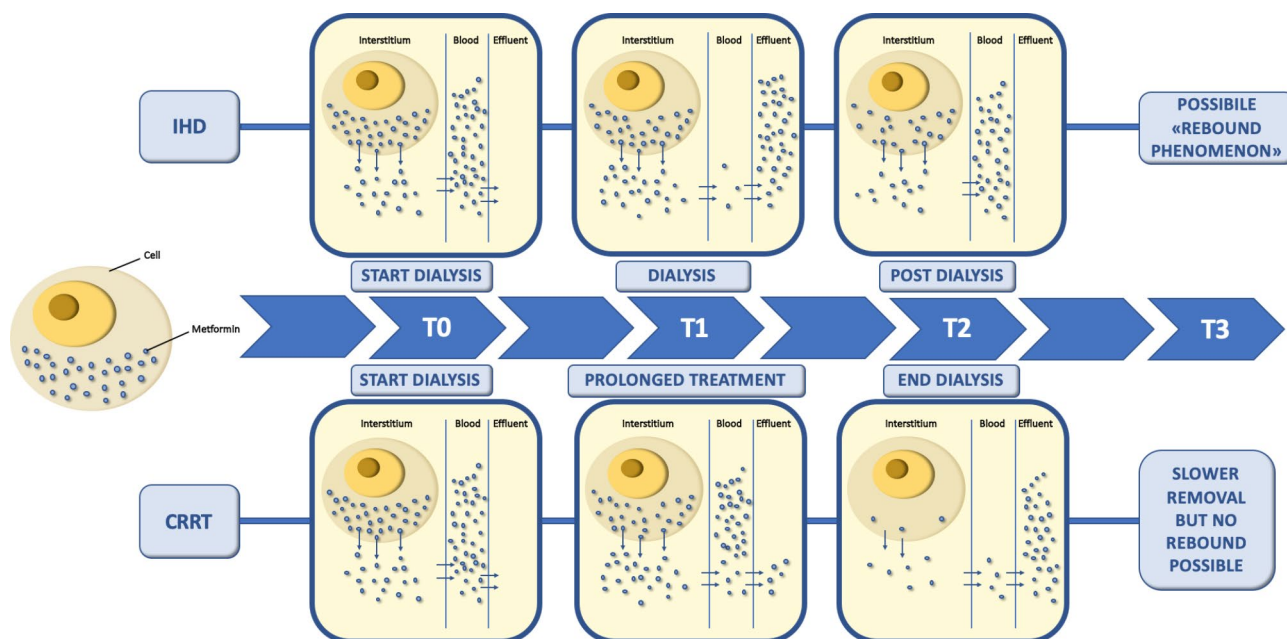 Interstitium Blood Effluent
Interstitium Blood Effluent
Interstitium Blood Effluent
IHD
POSSIBILE
«REBOUND
PHENOMENON»
START DIALYSIS
DIALYSIS
POST DIALYSIS
Cell
Metformin
T0
T1
T2
T3
START DIALYSIS
PROLONGED TREATMENT
END DIALYSIS
Interstitium Blood Effluent
Interstitium Blood Effluent
Interstitium Blood Effluent
CRRT
SLOWER
REMOVAL
BUT NO
REBOUND
POSSIBLE